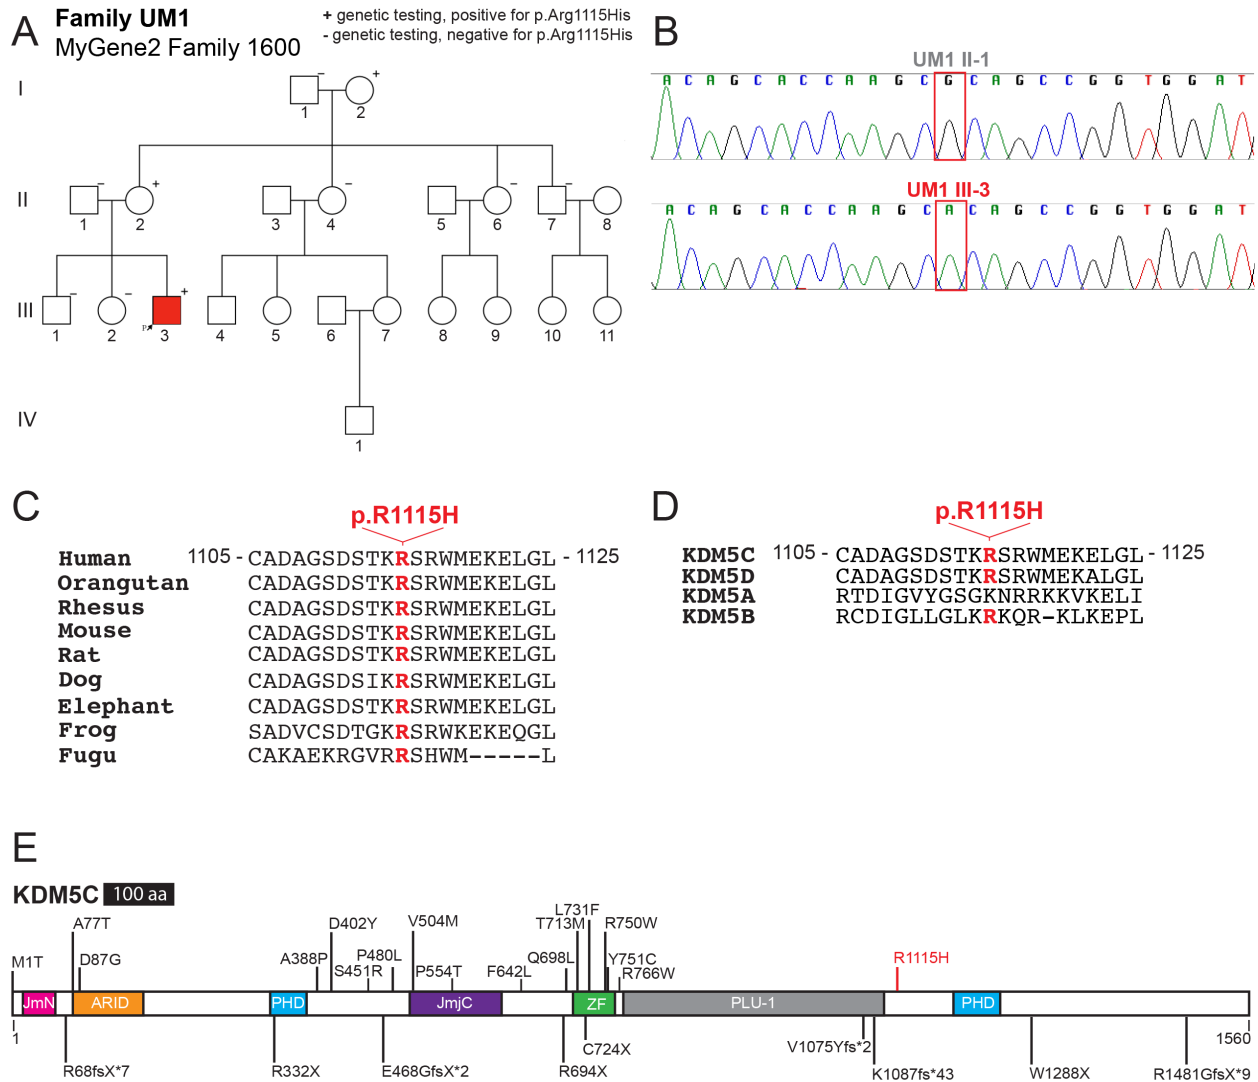 A
Family UM1
MyGene2 Family 1600
+ genetic testing, positive for p.Arg1115His
- genetic testing, negative for p.Arg1115His
I
- +
1 2
II
- + - - -
1 2 3 4 5 6 7 8
III
- - +
P
1 2 3 4 5 6 7 8 9 10 11
IV
1
B
UM1 II-1
A C A G C A C C A A G C G C A G C C G G T G G A T
UM1 III-3
A C A G C A C C A A G C A C A G C C G G T G G A T
C
p.R1115H
Human 1105 - CADAGSDSTKRSRWMEKELGL - 1125
Orangutan CADAGSDSTKRSRWMEKELGL
Rhesus CADAGSDSTKRSRWMEKELGL
Mouse CADAGSDSTKRSRWMEKELGL
Rat CADAGSDSTKRSRWMEKELGL
Dog CADAGSDSIKRSRWMEKELGL
Elephant CADAGSDSTKRSRWMEKELGL
Frog SADVCSDTGKRSRWKEKEQGL
Fugu CAKAEKRGVRRSHWM-----L
D
p.R1115H
KDM5C 1105 - CADAGSDSTKRSRWMEKELGL - 1125
KDM5D CADAGSDSTKRSRWMEKALGL
KDM5A RTDIGVYGSGKNRRKKVKELI
KDM5B RCDIGLLGLKRKQR-KLKEPL
E
KDM5C 100 aa
L731F
A77T D402Y V504M T713M R750W
M1T D87G A388P S451R P480L P554T F642L Q698L Y751C R766W R1115H
JmN ARID PHD JmjC ZF PLU-1 PHD
1 1560
C724X V1075Yfs*2
R68fsX*7 R332X E468GfsX*2 R694X K1087fs*43 W1288X R1481GfsX*9